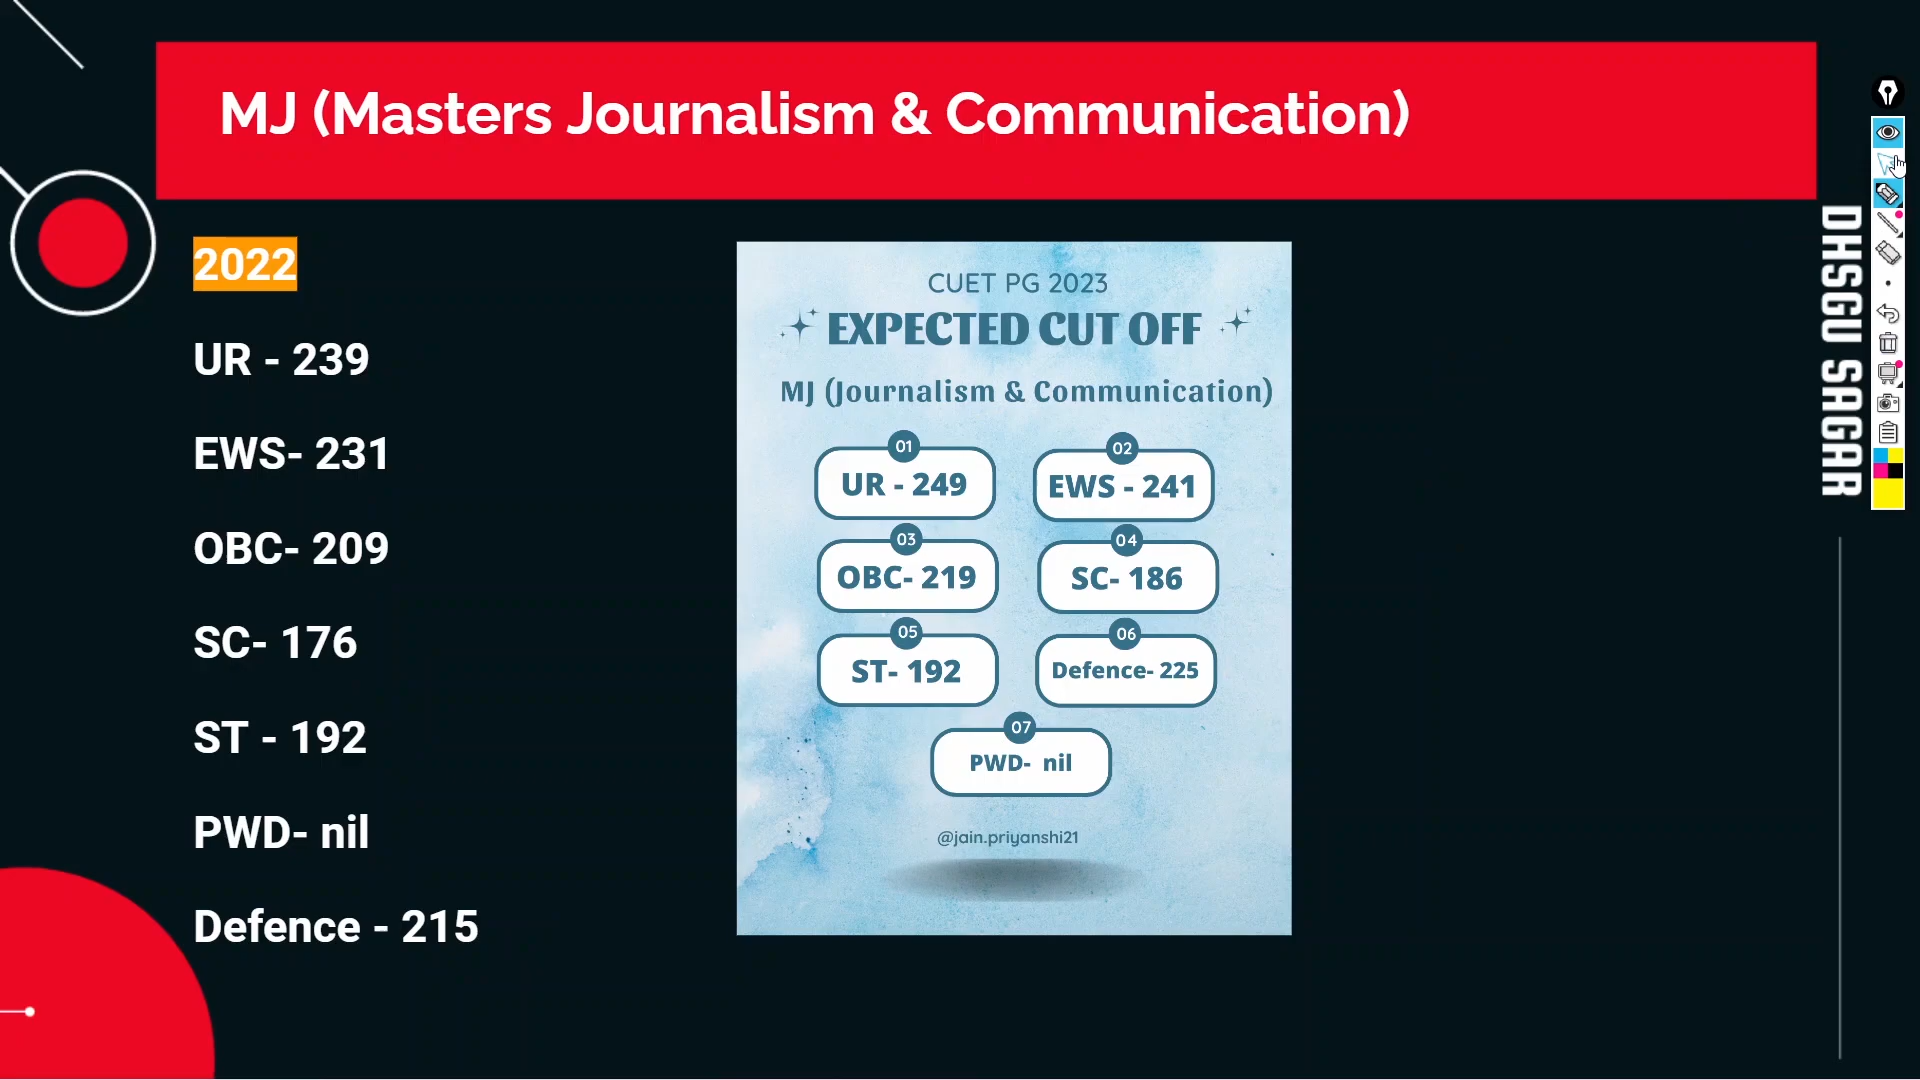 MJ (Masters Journalism & Communication)
2022
UR - 239
EWS- 231
OBC- 209
SC- 176
ST - 192
PWD- nil
Defence - 215
CUET PG 2023
EXPECTED CUT OFF
MJ (Journalism & Communication)
01
UR - 249
02
EWS - 241
03
OBC- 219
04
SC- 186
05
ST- 192
06
Defence- 225
07
PWD- nil
@jain.priyanshi21
DHSGU SAGAR